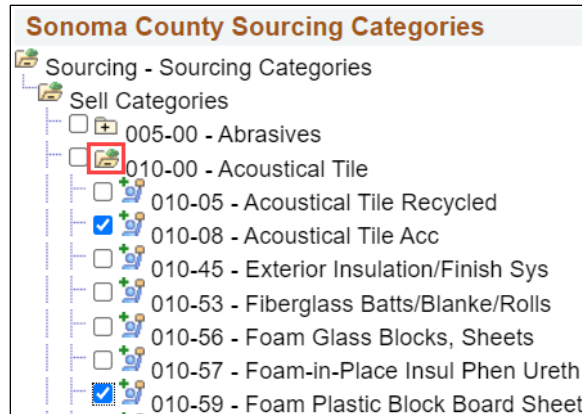 Sonoma County Sourcing Categories
Sourcing - Sourcing Categories
Sell Categories
005-00 - Abrasives
010-00 - Acoustical Tile
010-05 - Acoustical Tile Recycled
010-08 - Acoustical Tile Acc
010-45 - Exterior Insulation/Finish Sys
010-53 - Fiberglass Batts/Blanke/Rolls
010-56 - Foam Glass Blocks, Sheets
010-57 - Foam-in-Place Insul Phen Ureth
010-59 - Foam Plastic Block Board Sheet